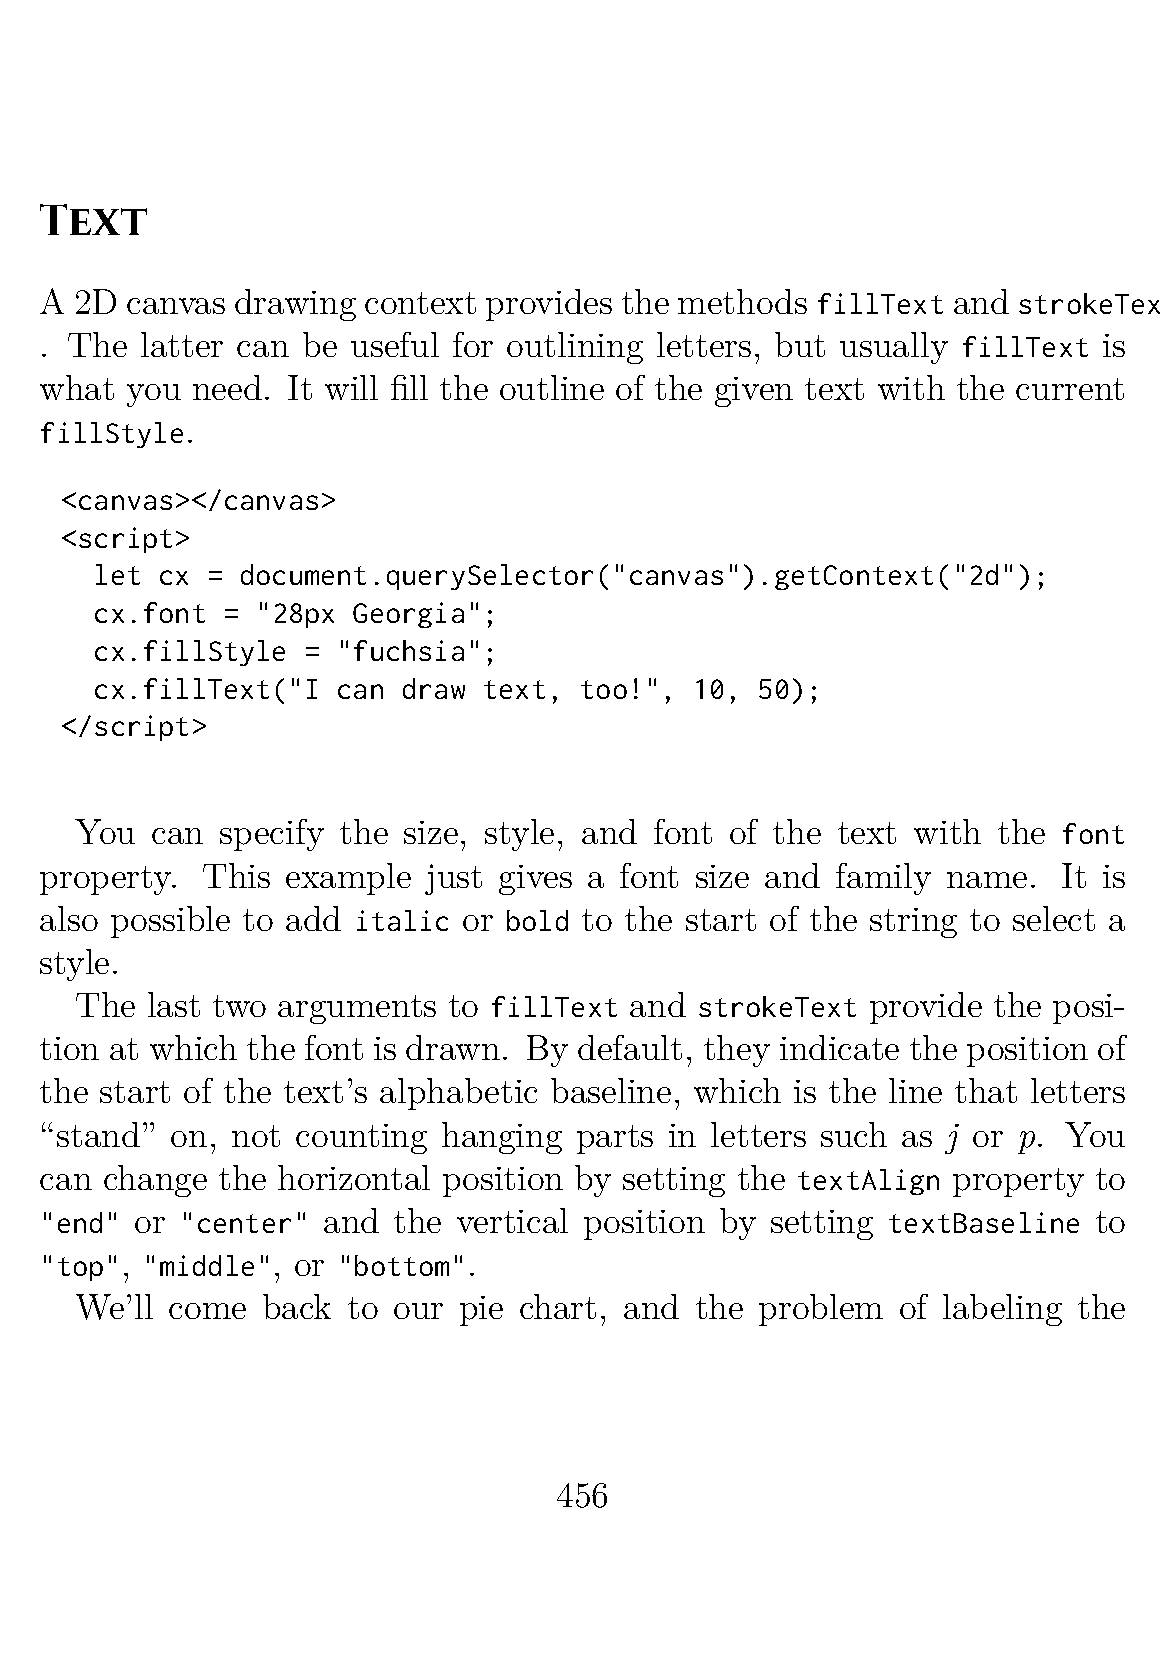 TEXT
A 2D canvas drawing context provides the methods fillText and strokeTex
. The latter can be useful for outlining letters, but usually fillText is
what you need. It will fill the outline of the given text with the current
fillStyle.
<canvas></canvas>
<script>
  let cx = document.querySelector("canvas").getContext("2d");
  cx.font = "28px Georgia";
  cx.fillStyle = "fuchsia";
  cx.fillText("I can draw text, too!", 10, 50);
</script>
You can specify the size, style, and font of the text with the font
property. This example just gives a font size and family name. It is
also possible to add italic or bold to the start of the string to select a
style.
The last two arguments to fillText and strokeText provide the posi-
tion at which the font is drawn. By default, they indicate the position of
the start of the text’s alphabetic baseline, which is the line that letters
“stand” on, not counting hanging parts in letters such as j or p. You
can change the horizontal position by setting the textAlign property to
"end" or "center" and the vertical position by setting textBaseline to
"top", "middle", or "bottom".
We’ll come back to our pie chart, and the problem of labeling the
456